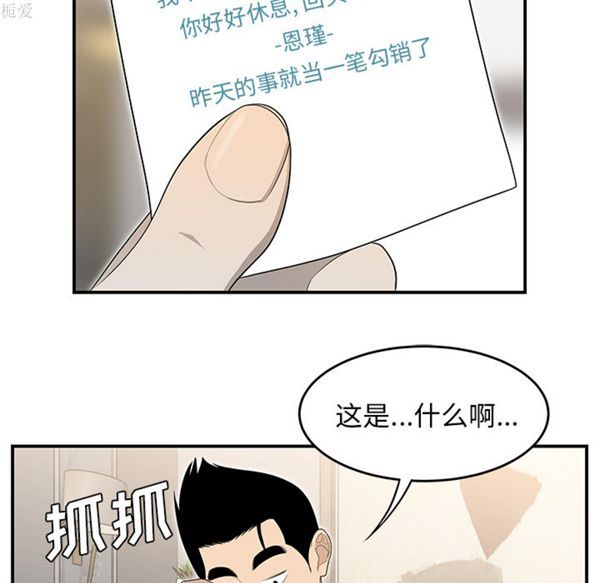 栀爱
你好好休息,回
-恩瑾-
昨天的事就当一笔勾销了
这是...什么啊...
抓抓